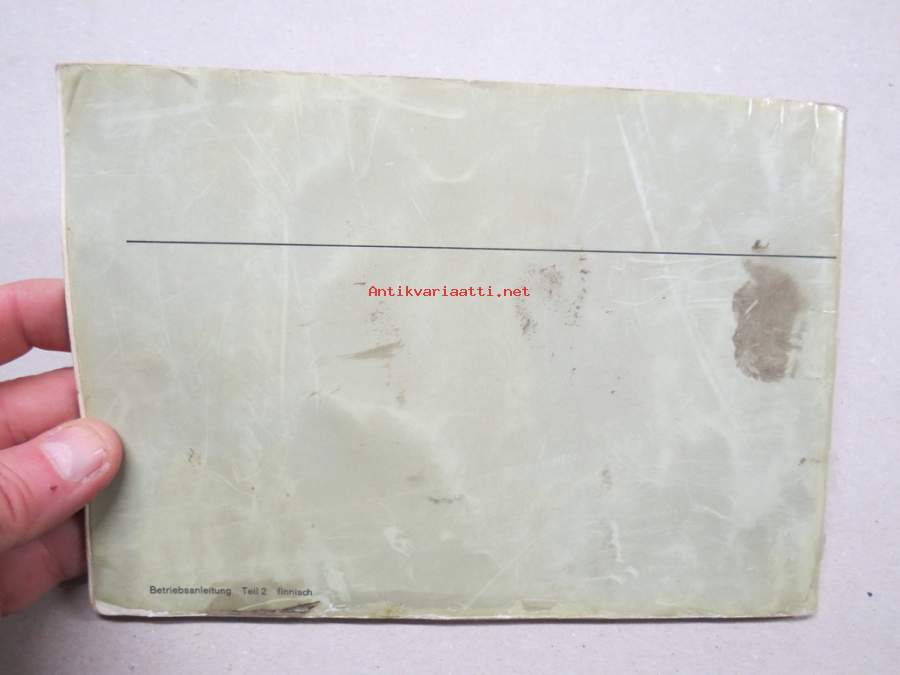 Antikvariaatti.net
Betriebsanleitung Teil 2 finnisch